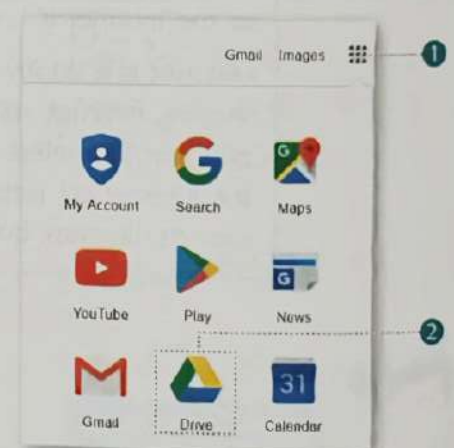 Gmail Images 1
My Account Search Maps
YouTube Play News
2
Gmail Drive Calendar
31